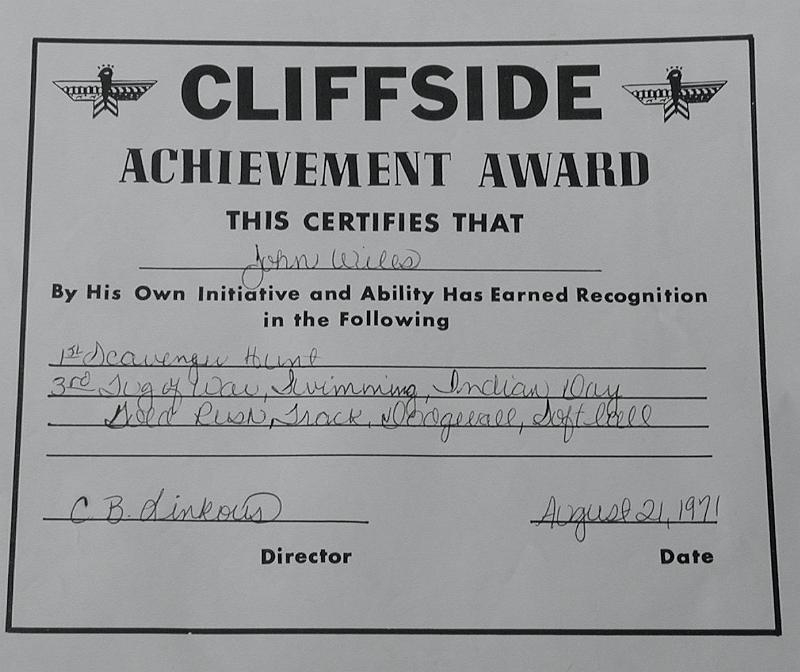 CLIFFSIDE
ACHIEVEMENT AWARD
THIS CERTIFIES THAT
John Wiles
By His Own Initiative and Ability Has Earned Recognition
in the Following
1st Scavenger Hunt
3rd Tug of War, Swimming, Indian Day
Gold Rush, Track, Dodgeball, Softball
C. B. Linkous August 21, 1971
Director Date